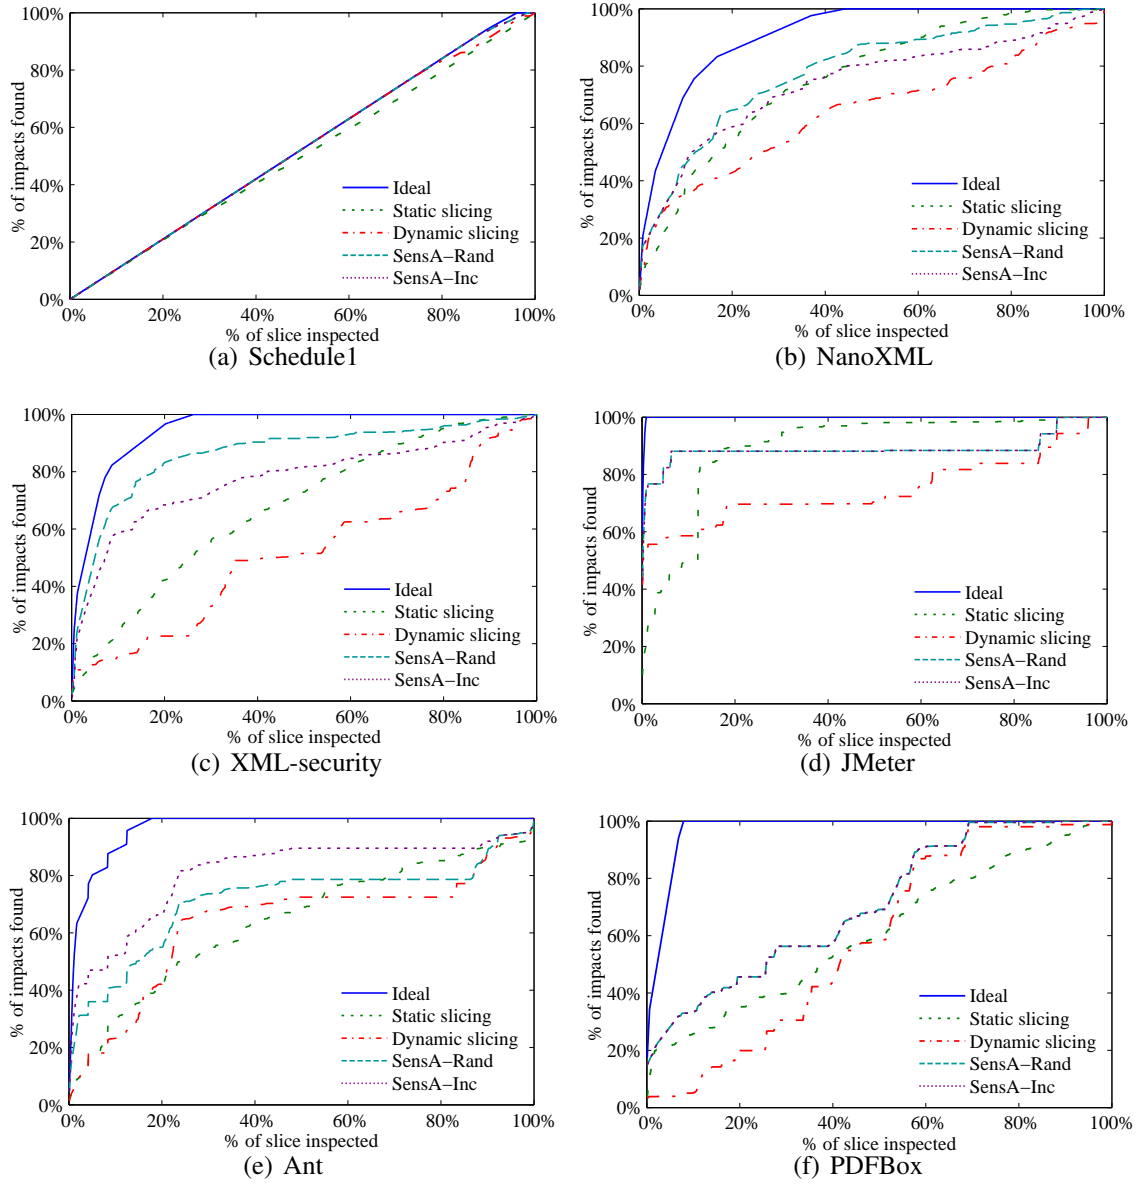 100%
80%
60%
40%
20%
0%
% of impacts found
Ideal
Static slicing
Dynamic slicing
SensA−Rand
SensA−Inc
0% 20% 40% 60% 80% 100%
% of slice inspected
(a) Schedule1
100%
80%
60%
40%
20%
0%
% of impacts found
Ideal
Static slicing
Dynamic slicing
SensA−Rand
SensA−Inc
0% 20% 40% 60% 80% 100%
% of slice inspected
(b) NanoXML
100%
80%
60%
40%
20%
0%
% of impacts found
Ideal
Static slicing
Dynamic slicing
SensA−Rand
SensA−Inc
0% 20% 40% 60% 80% 100%
% of slice inspected
(c) XML-security
100%
80%
60%
40%
20%
0%
% of impacts found
Ideal
Static slicing
Dynamic slicing
SensA−Rand
SensA−Inc
0% 20% 40% 60% 80% 100%
% of slice inspected
(d) JMeter
100%
80%
60%
40%
20%
0%
% of impacts found
Ideal
Static slicing
Dynamic slicing
SensA−Rand
SensA−Inc
0% 20% 40% 60% 80% 100%
% of slice inspected
(e) Ant
100%
80%
60%
40%
20%
0%
% of impacts found
Ideal
Static slicing
Dynamic slicing
SensA−Rand
SensA−Inc
0% 20% 40% 60% 80% 100%
% of slice inspected
(f) PDFBox